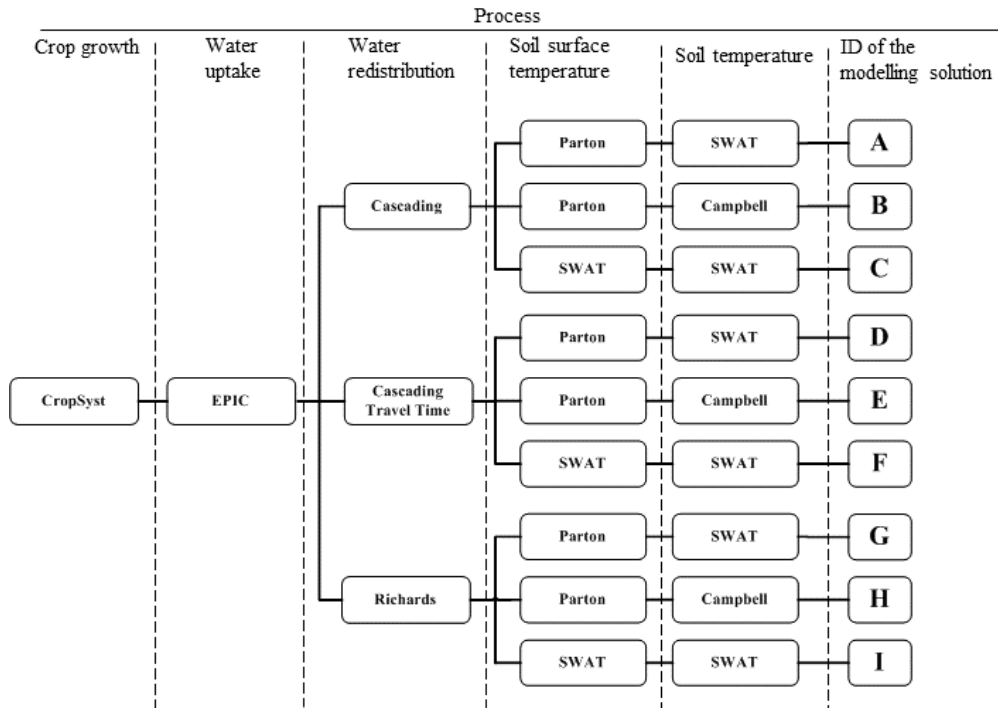 Process
Crop growth
Water
uptake
Water
redistribution
Soil surface
temperature
Soil temperature
ID of the
modelling solution
Parton
SWAT
A
Cascading
Parton
Campbell
B
SWAT
SWAT
C
Parton
SWAT
D
CropSyst
EPIC
Cascading
Travel Time
Parton
Campbell
E
SWAT
SWAT
F
Parton
SWAT
G
Richards
Parton
Campbell
H
SWAT
SWAT
I